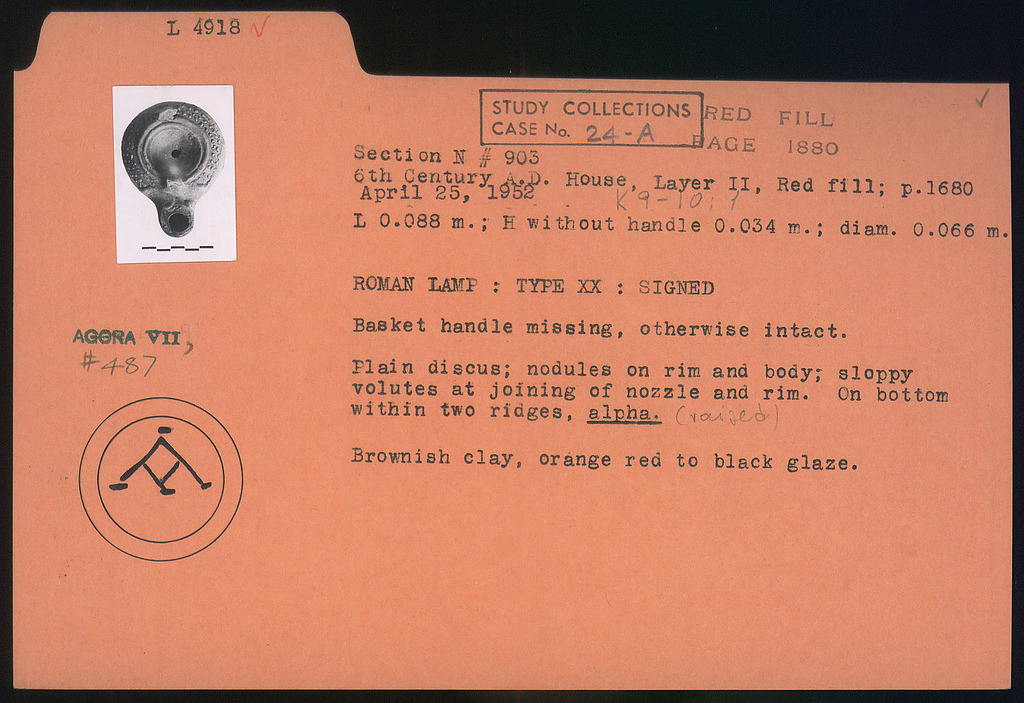 L 4918 ✓
STUDY COLLECTIONS
CASE No. 24-A
RED FILL
PAGE 1880
Section N # 903
6th Century A.D. House, Layer II, Red fill; p.1680
April 25, 1952
K 9-10:1
L 0.088 m.; H without handle 0.034 m.; diam. 0.066 m.
ROMAN LAMP : TYPE XX : SIGNED
Basket handle missing, otherwise intact.
Plain discus; nodules on rim and body; sloppy
volutes at joining of nozzle and rim. On bottom
within two ridges, alpha. (raised)
Brownish clay, orange red to black glaze.
AGORA VII,
#487